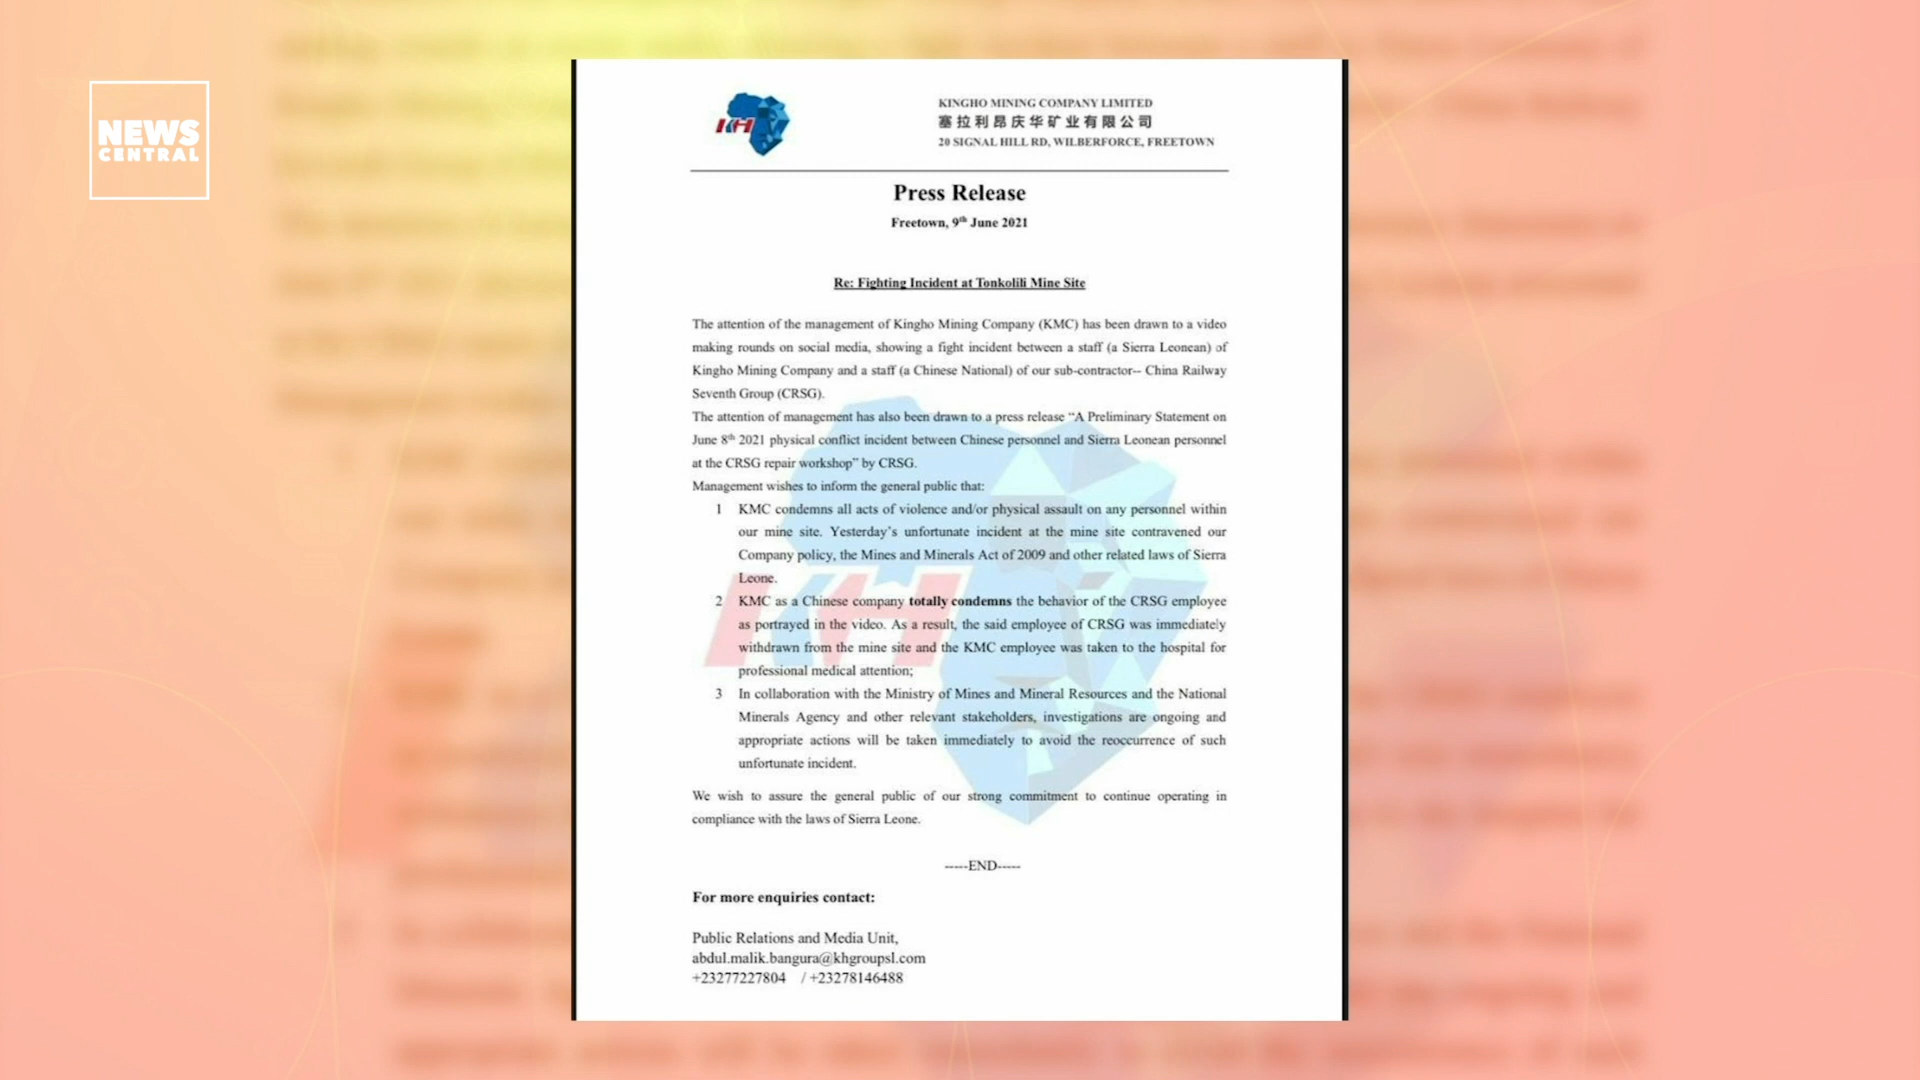 NEWS
CENTRAL
KH
KINGHO MINING COMPANY LIMITED
塞拉利昂庆华矿业有限公司
20 SIGNAL HILL RD, WILBERFORCE, FREETOWN
Press Release
Freetown, 9th June 2021
Re: Fighting Incident at Tonkolili Mine Site
The attention of the management of Kingho Mining Company (KMC) has been drawn to a video
making rounds on social media, showing a fight incident between a staff (a Sierra Leonean) of
Kingho Mining Company and a staff (a Chinese National) of our sub-contractor-- China Railway
Seventh Group (CRSG).
The attention of management has also been drawn to a press release “A Preliminary Statement on
June 8th 2021 physical conflict incident between Chinese personnel and Sierra Leonean personnel
at the CRSG repair workshop” by CRSG.
Management wishes to inform the general public that:
1 KMC condemns all acts of violence and/or physical assault on any personnel within
our mine site. Yesterday’s unfortunate incident at the mine site contravened our
Company policy, the Mines and Minerals Act of 2009 and other related laws of Sierra
Leone.
2 KMC as a Chinese company totally condemns the behavior of the CRSG employee
as portrayed in the video. As a result, the said employee of CRSG was immediately
withdrawn from the mine site and the KMC employee was taken to the hospital for
professional medical attention;
3 In collaboration with the Ministry of Mines and Mineral Resources and the National
Minerals Agency and other relevant stakeholders, investigations are ongoing and
appropriate actions will be taken immediately to avoid the reoccurrence of such
unfortunate incident.
We wish to assure the general public of our strong commitment to continue operating in
compliance with the laws of Sierra Leone.
-----END-----
For more enquiries contact:
Public Relations and Media Unit,
abdul.malik.bangura@khgroupsl.com
+23277227804 / +23278146488